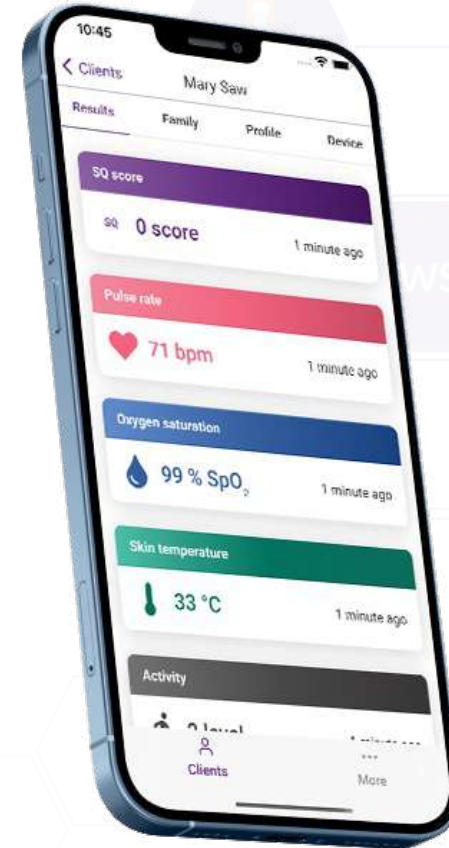 10:45
Clients
Mary Saw
Results Family Profile Device
SQ score
SQ 0 score 1 minute ago
Pulse rate
71 bpm 1 minute ago
Oxygen saturation
99 % SpO₂ 1 minute ago
Skin temperature
33 °C 1 minute ago
Activity
Clients More